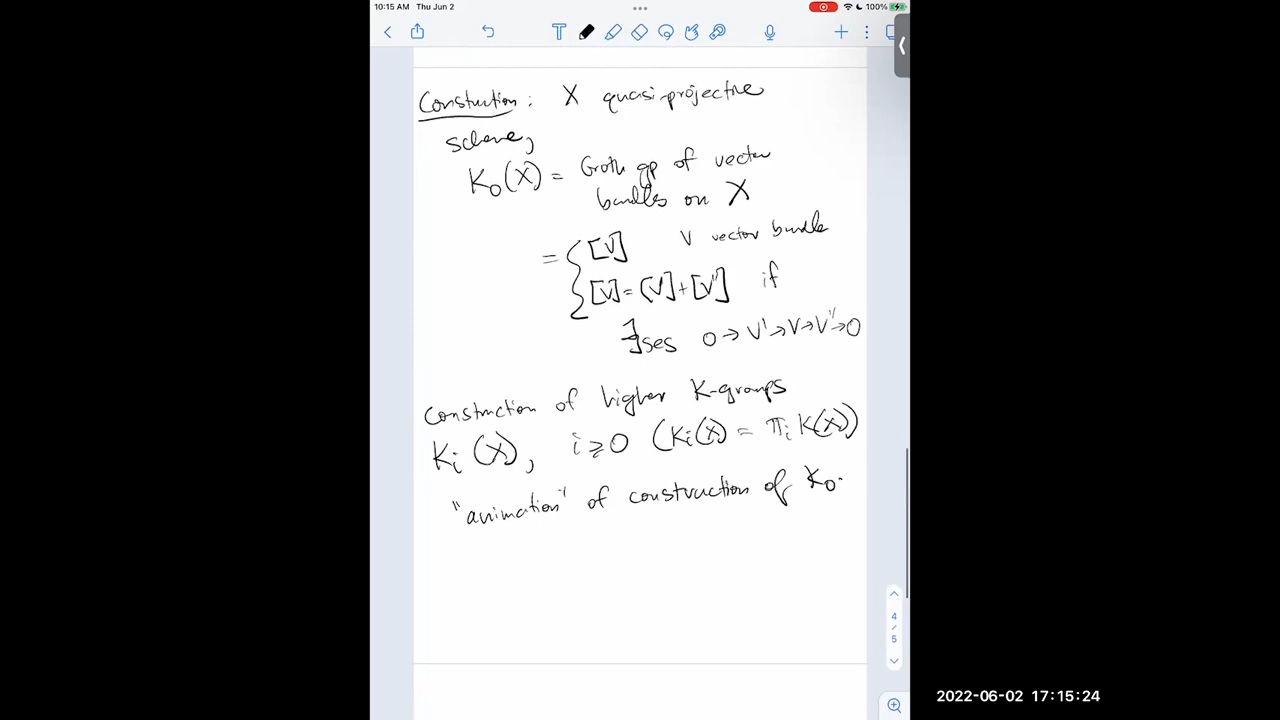 10:15 AM Thu Jun 2
100%
Construction: X quasi-projective
scheme,
K₀(X) = Groth gp of vector
bundles on X
= { [V] V vector bundle
[V] = [V'] + [V''] if
∃ ses 0 → V' → V → V'' → 0
Construction of higher K-groups
Kᵢ(X), i ≥ 0 (Kᵢ(X) = πᵢ K(X))
"animation" of construction of K₀.
4
/
5
2022-06-02 17:15:24